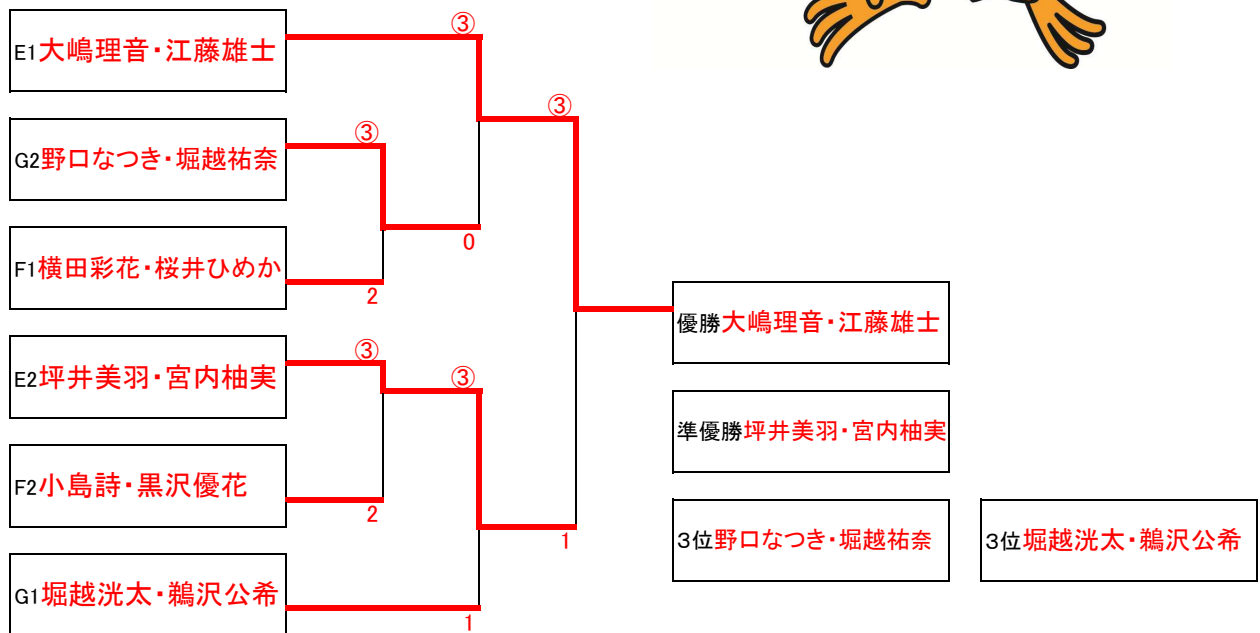 ③
E1大嶋理音・江藤雄士
③
③
G2野口なつき・堀越祐奈
0
F1横田彩花・桜井ひめか
2
優勝大嶋理音・江藤雄士
③
③
E2坪井美羽・宮内柚実
準優勝坪井美羽・宮内柚実
F2小島詩・黒沢優花
2
1
3位野口なつき・堀越祐奈
3位堀越洸太・鵜沢公希
G1堀越洸太・鵜沢公希
1